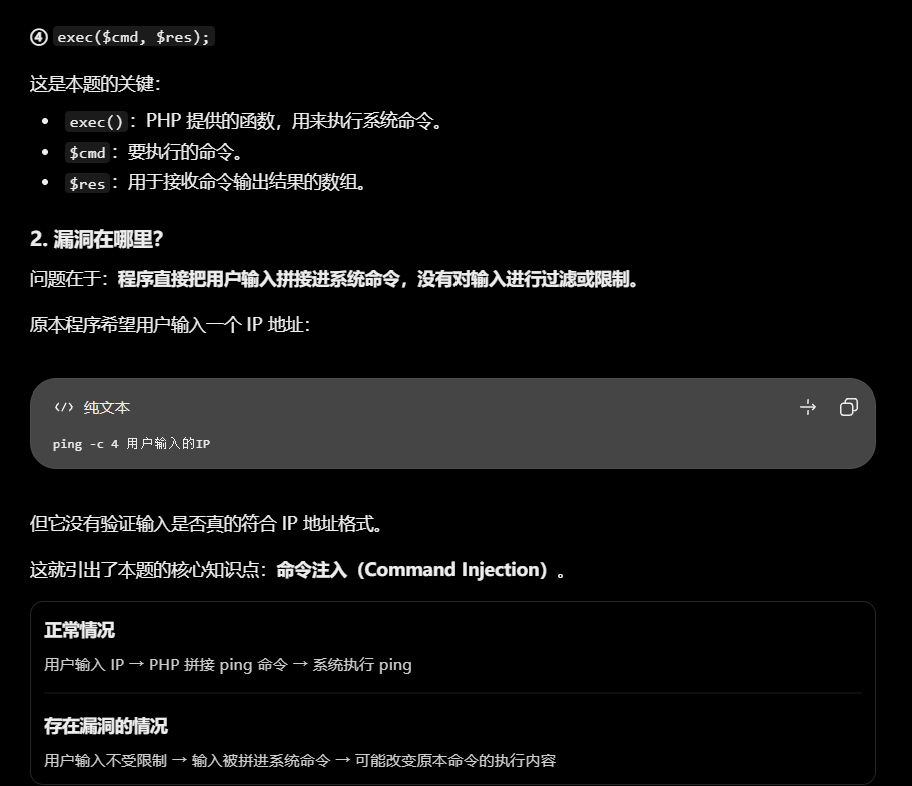 ④ exec($cmd, $res);
这是本题的关键：
• exec()：PHP 提供的函数，用来执行系统命令。
• $cmd：要执行的命令。
• $res：用于接收命令输出结果的数组。
2. 漏洞在哪里？
问题在于：程序直接把用户输入拼接进系统命令，没有对输入进行过滤或限制。
原本程序希望用户输入一个 IP 地址：
</> 纯文本
ping -c 4 用户输入的IP
但它没有验证输入是否真的符合 IP 地址格式。
这就引出了本题的核心知识点：命令注入（Command Injection）。
正常情况
用户输入 IP → PHP 拼接 ping 命令 → 系统执行 ping
存在漏洞的情况
用户输入不受限制 → 输入被拼进系统命令 → 可能改变原本命令的执行内容